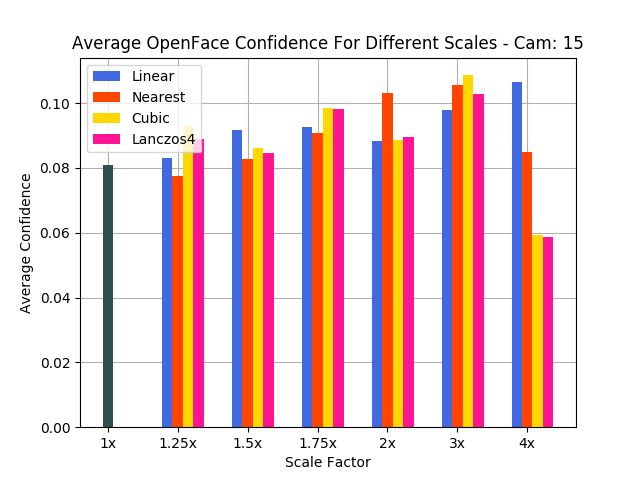 Average OpenFace Confidence For Different Scales - Cam: 15
Linear
Nearest
Cubic
Lanczos4
0.10
0.08
0.06
0.04
0.02
0.00
Average Confidence
1x 1.25x 1.5x 1.75x 2x 3x 4x
Scale Factor